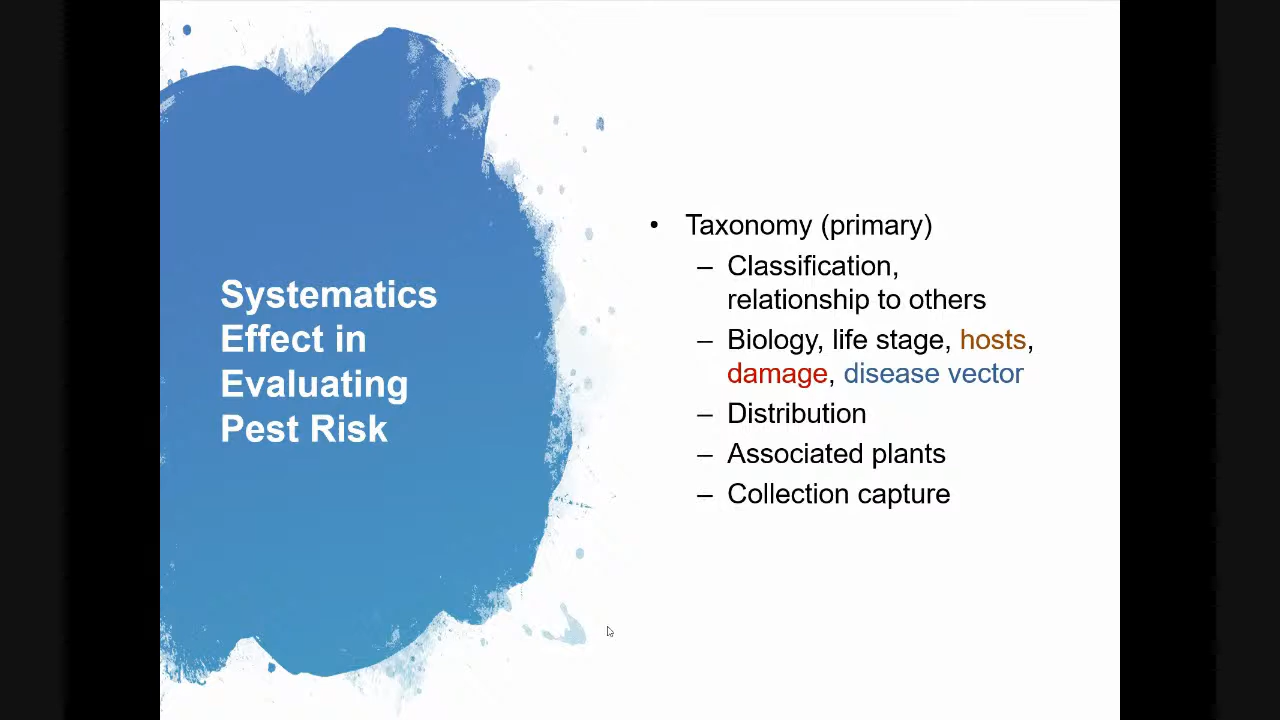 Systematics
Effect in
Evaluating
Pest Risk
• Taxonomy (primary)
– Classification,
relationship to others
– Biology, life stage, hosts,
damage, disease vector
– Distribution
– Associated plants
– Collection capture